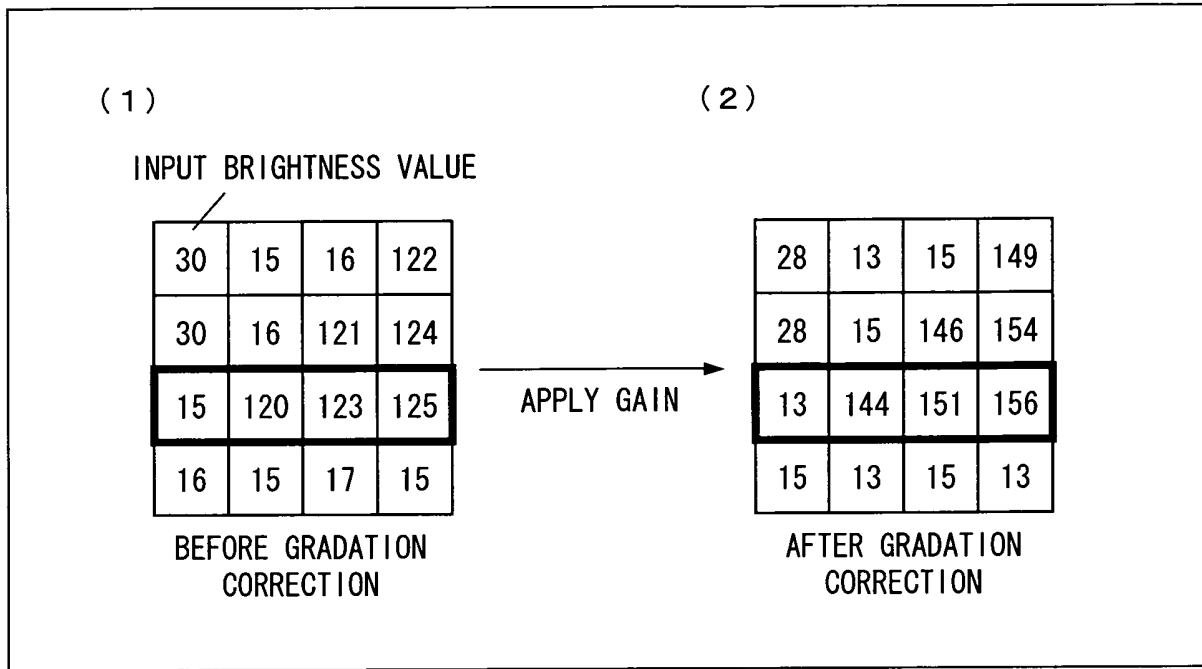 (1)
(2)
INPUT BRIGHTNESS VALUE
30 15 16 122
30 16 121 124
15 120 123 125
16 15 17 15
BEFORE GRADATION
CORRECTION
APPLY GAIN
28 13 15 149
28 15 146 154
13 144 151 156
15 13 15 13
AFTER GRADATION
CORRECTION